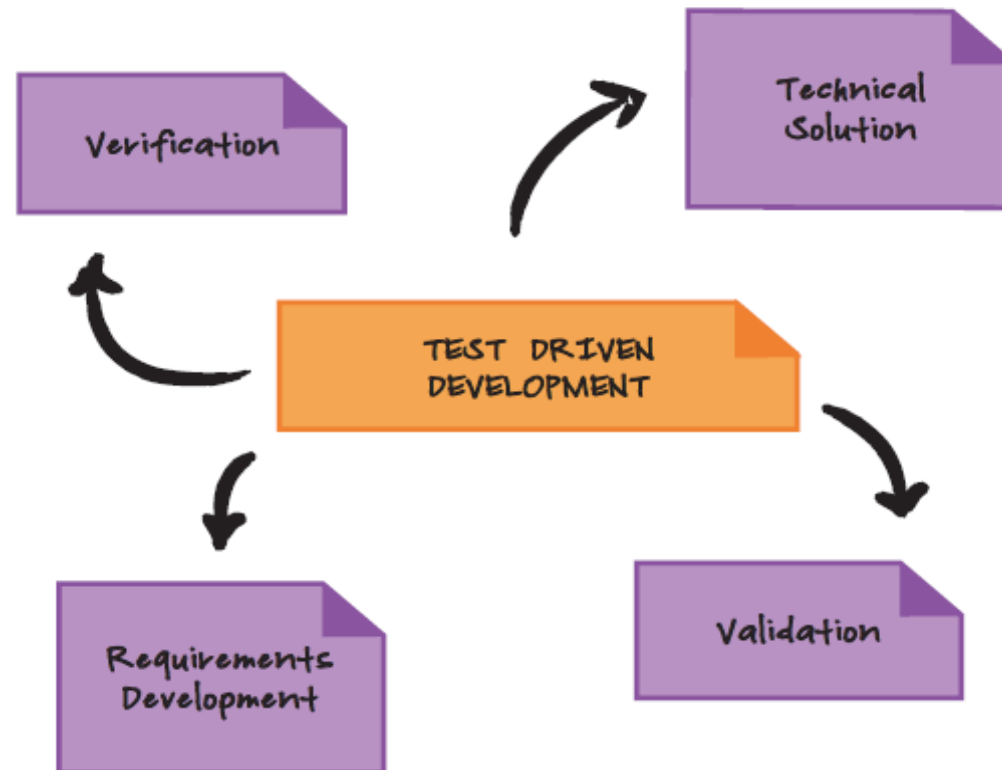 Verification
Technical
Solution
TEST DRIVEN
DEVELOPMENT
Requirements
Development
Validation